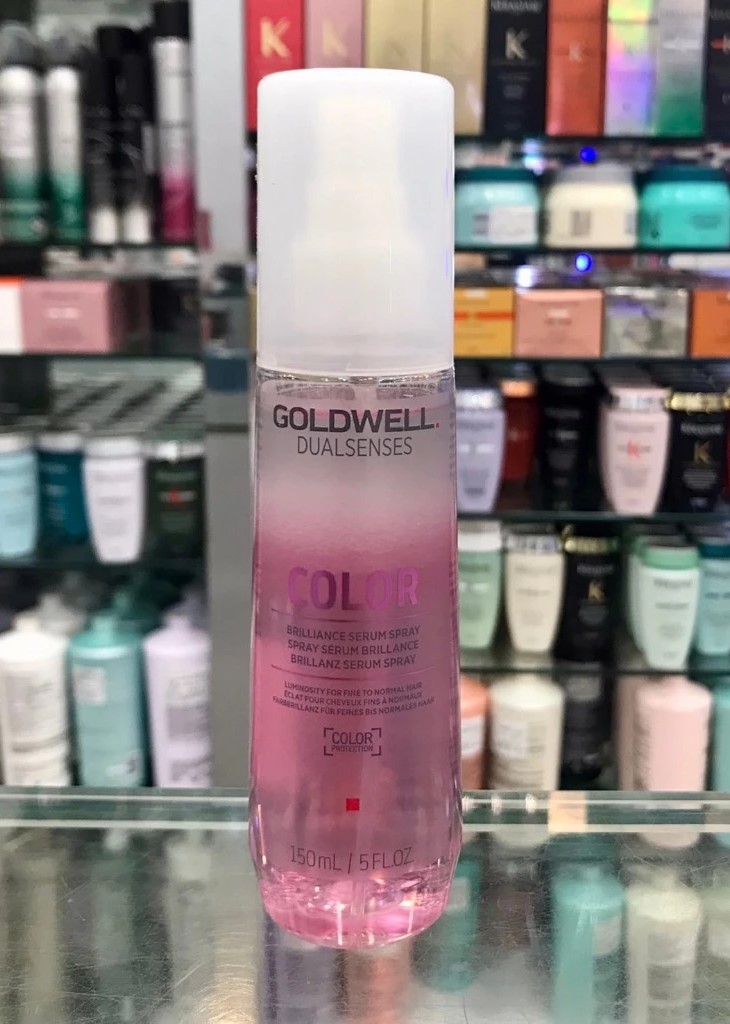 GOLDWELL.
DUALSENSES
COLOR
BRILLIANCE SERUM SPRAY
SPRAY SÉRUM BRILLANCE
BRILLANZ SERUM SPRAY
LUMINOSITY FOR FINE TO NORMAL HAIR
ÉCLAT POUR CHEVEUX FINS À NORMAUX
FARBBRILLANZ FÜR FEINES BIS NORMALES HAAR
COLOR
PROTECTION
150mL / 5 FL.OZ.
K
K
K
K
K